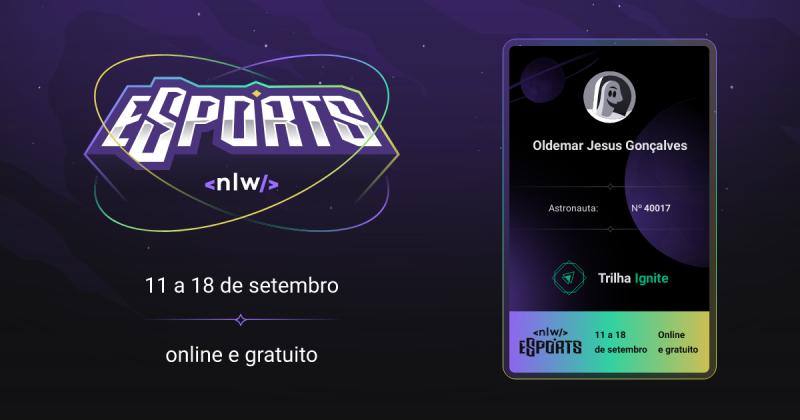 ESPORTS
<nlw/>
11 a 18 de setembro
online e gratuito
Oldemar Jesus Gonçalves
Astronauta: Nº 40017
Trilha Ignite
<nlw/>
ESPORTS
11 a 18
de setembro
Online
e gratuito